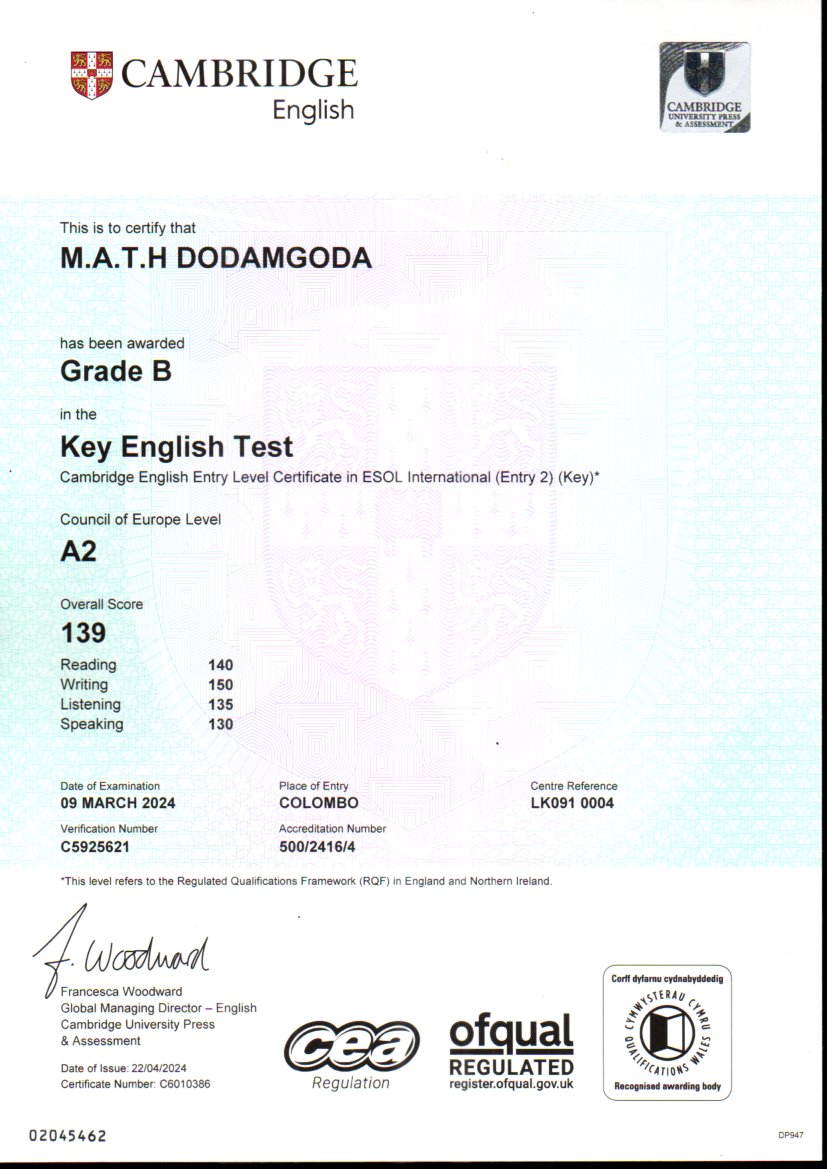 CAMBRIDGE
English
CAMBRIDGE
UNIVERSITY PRESS
& ASSESSMENT
This is to certify that
M.A.T.H DODAMGODA
has been awarded
Grade B
in the
Key English Test
Cambridge English Entry Level Certificate in ESOL International (Entry 2) (Key)*
Council of Europe Level
A2
Overall Score
139
Reading 140
Writing 150
Listening 135
Speaking 130
Date of Examination Place of Entry Centre Reference
09 MARCH 2024 COLOMBO LK091 0004
Verification Number Accreditation Number
C5925621 500/2416/4
*This level refers to the Regulated Qualifications Framework (RQF) in England and Northern Ireland.
F. Woodward
Francesca Woodward
Global Managing Director – English
Cambridge University Press
& Assessment
Date of Issue: 22/04/2024
Certificate Number: C6010386
cea
Regulation
ofqual
REGULATED
register.ofqual.gov.uk
Corff dyfarnu cydnabyddedig
CYMWYSTERAU CYMRU
QUALIFICATIONS WALES
Recognised awarding body
02045462
DP947